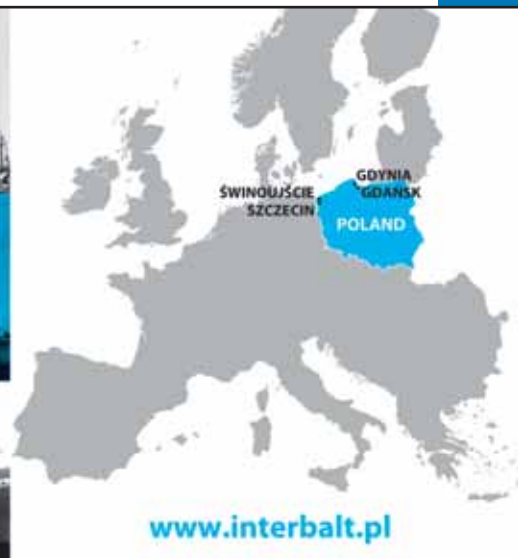 GDYNIA
GDAŃSK
ŚWINOUJŚCIE
SZCZECIN
POLAND
www.interbalt.pl